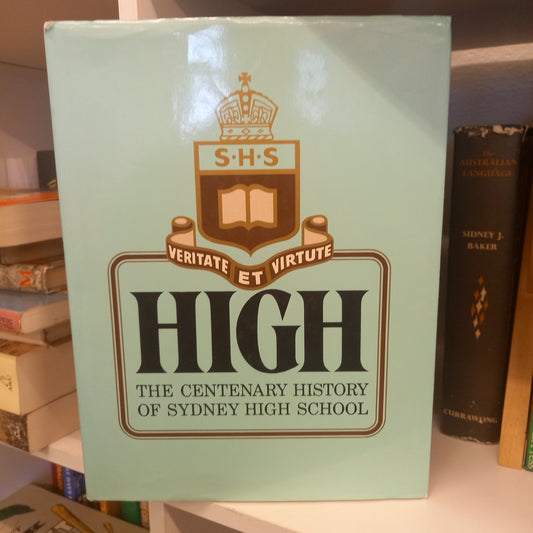 S·H·S
VERITATE ET VIRTUTE
HIGH
THE CENTENARY HISTORY
OF SYDNEY HIGH SCHOOL
The
AUSTRALIAN
LANGUAGE
SIDNEY J.
BAKER
CURRAWONG